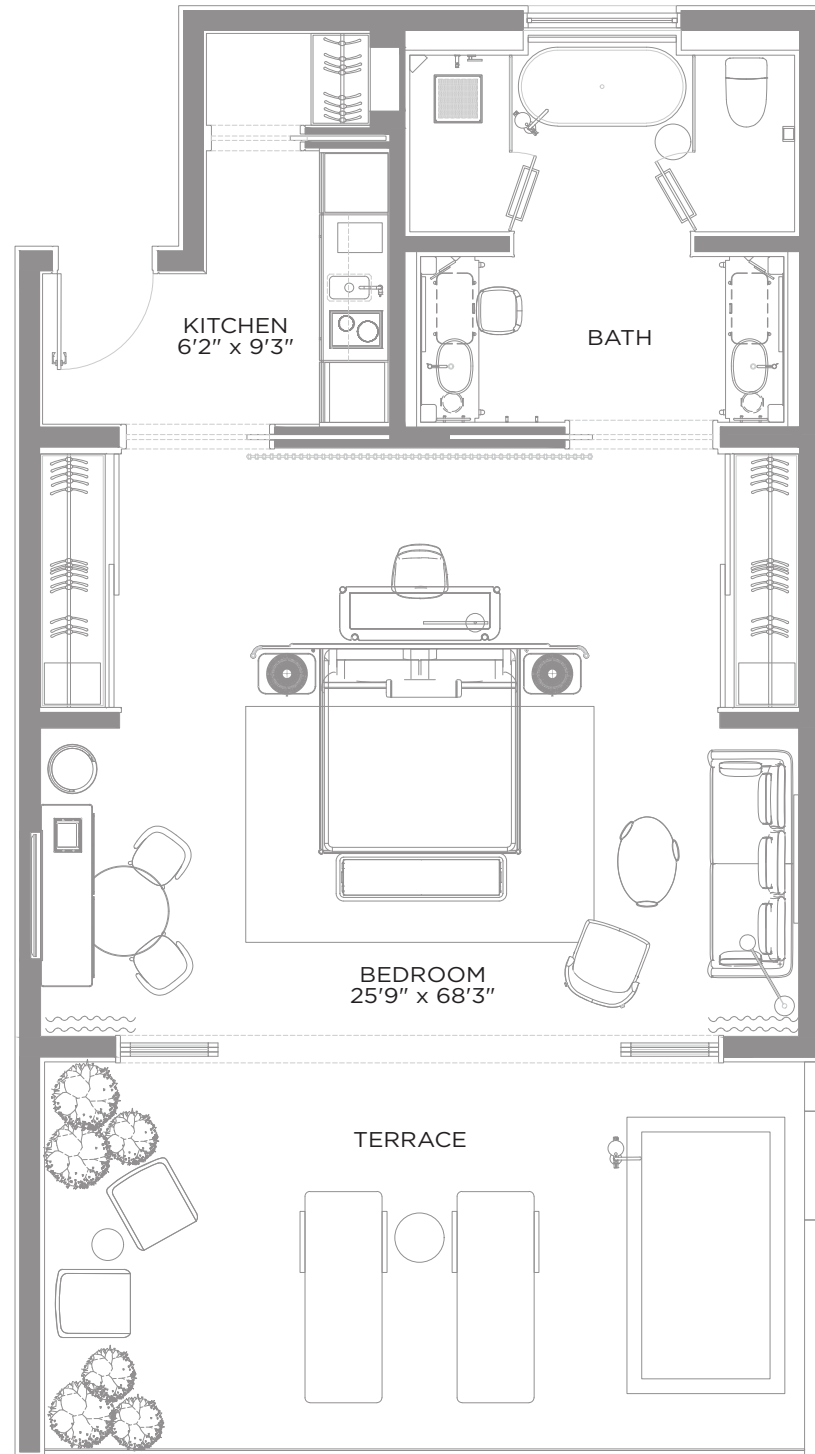 KITCHEN
6'2" x 9'3"
BATH
BEDROOM
25'9" x 68'3"
TERRACE